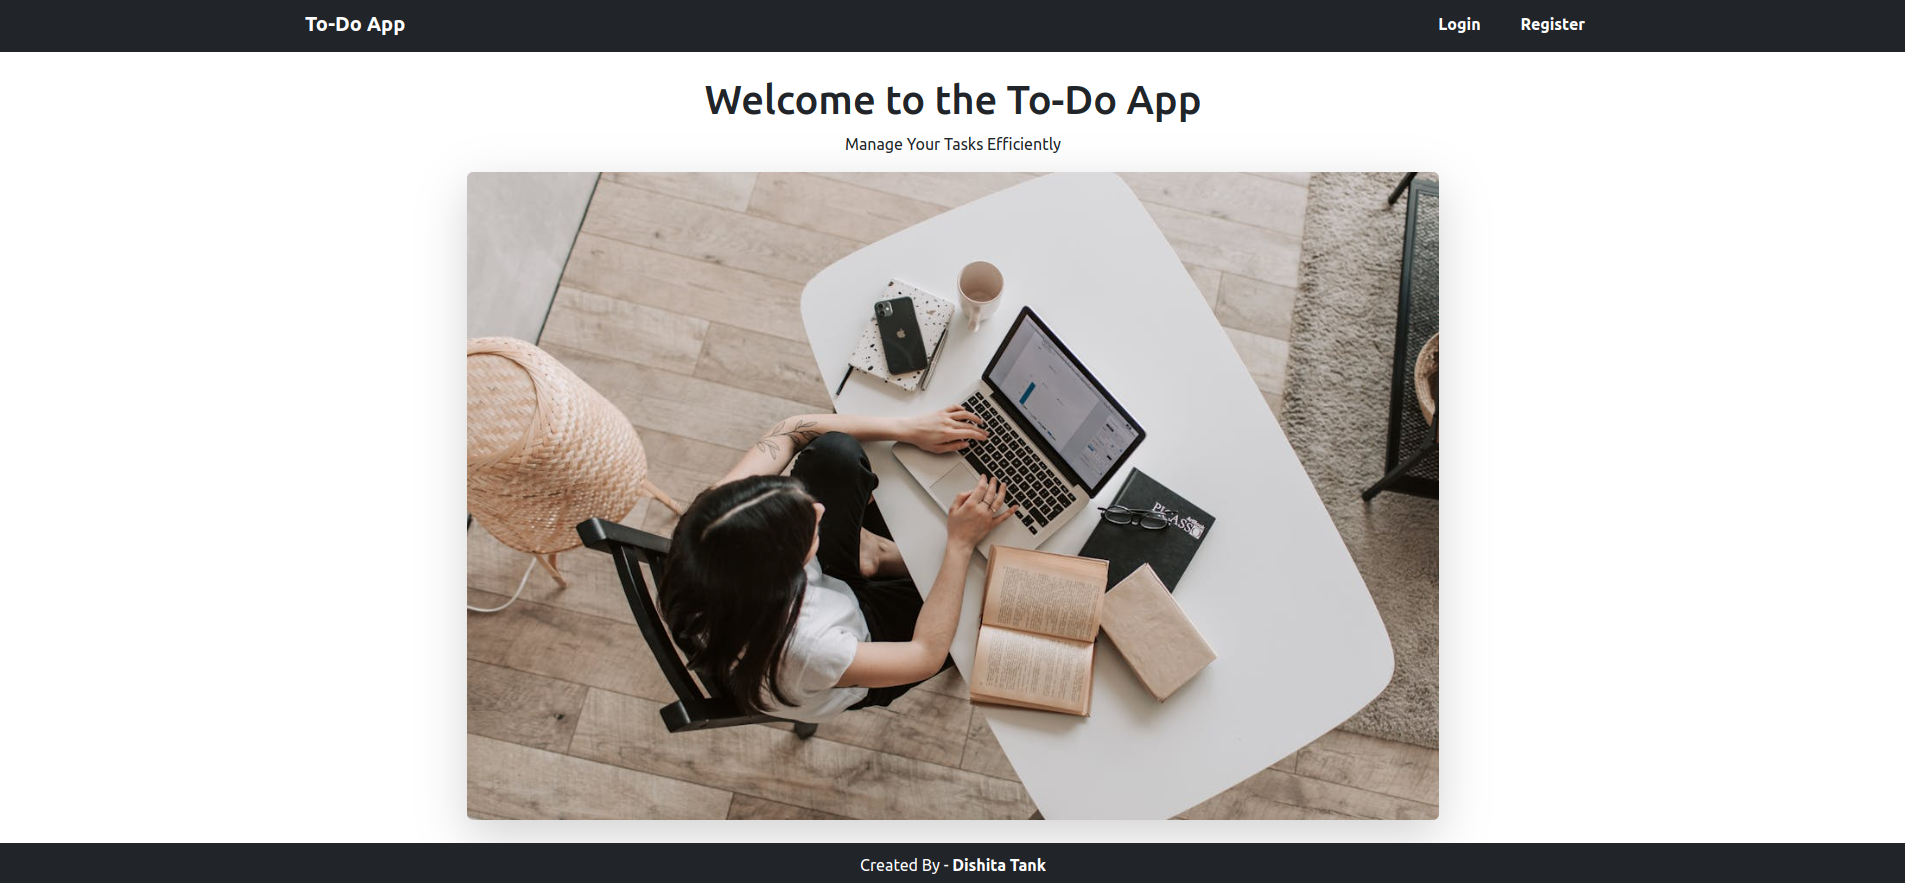 To-Do App
Login Register
Welcome to the To-Do App
Manage Your Tasks Efficiently
PICASSO
Created By - Dishita Tank